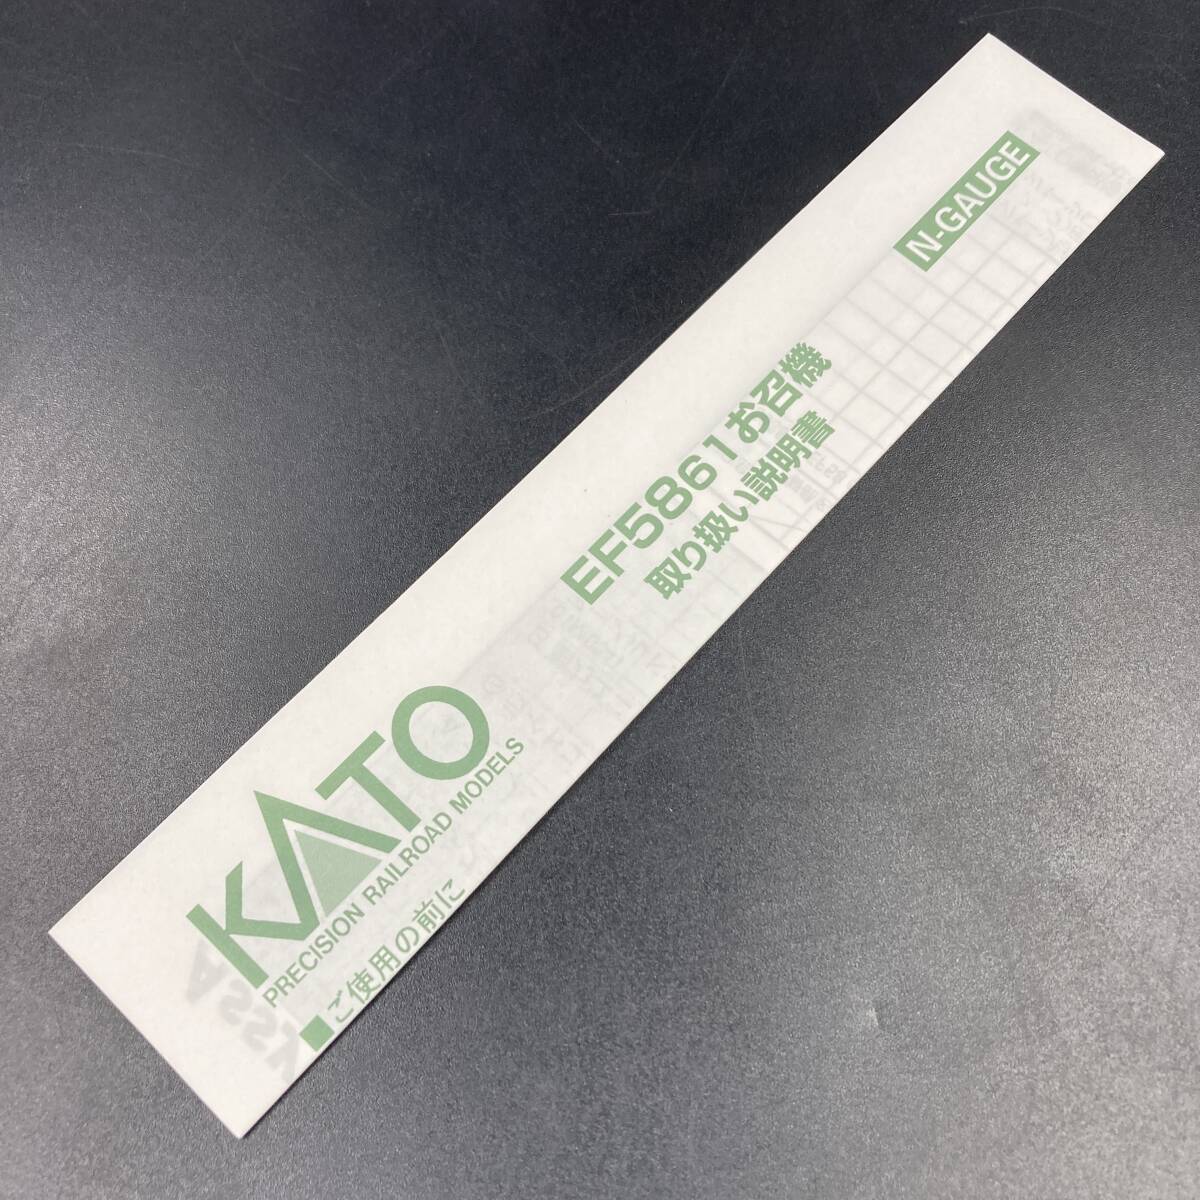 N-GAUGE
EF5861お召機
取り扱い説明書
KATO
PRECISION RAILROAD MODELS
■ご使用の前に